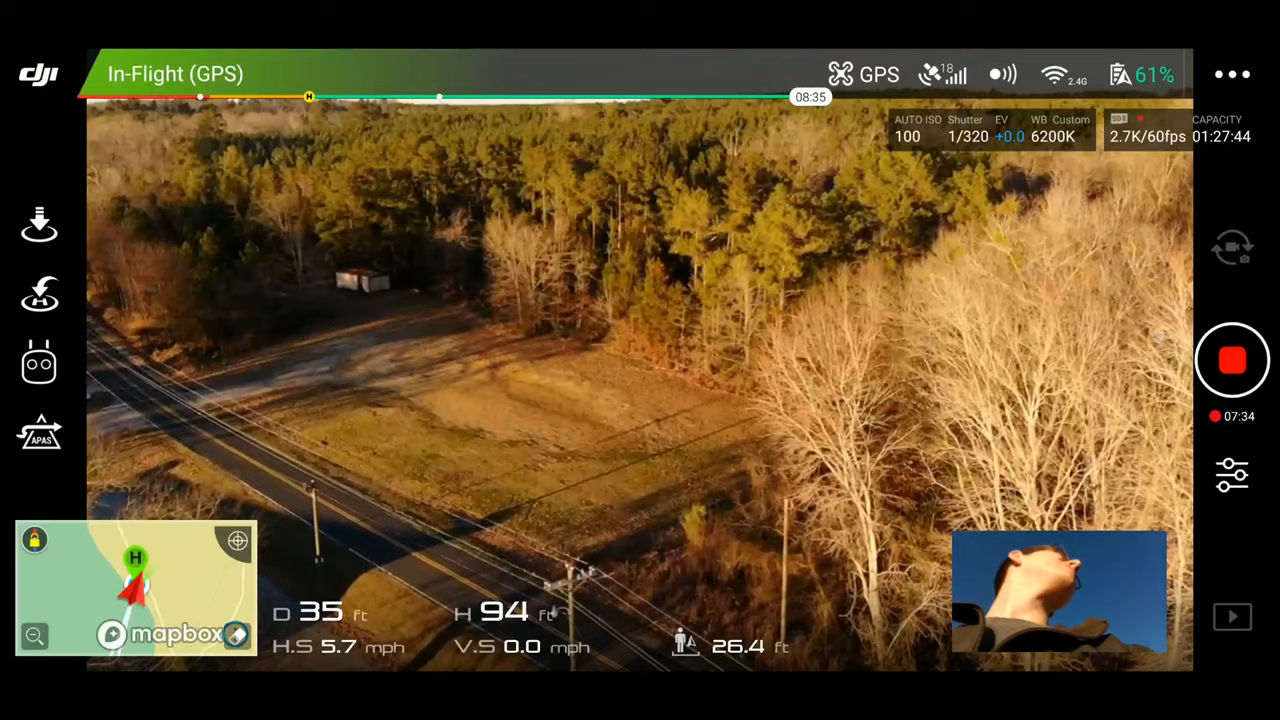 dji
In-Flight (GPS)
GPS
18
2.4G
61%
08:35
H
AUTO ISO Shutter EV WB Custom
100 1/320 +0.0 6200K
SD CAPACITY
2.7K/60fps 01:27:44
H
APAS
07:34
H
mapbox
D 35 ft H 94 ft
H.S 5.7 mph V.S 0.0 mph 26.4 ft